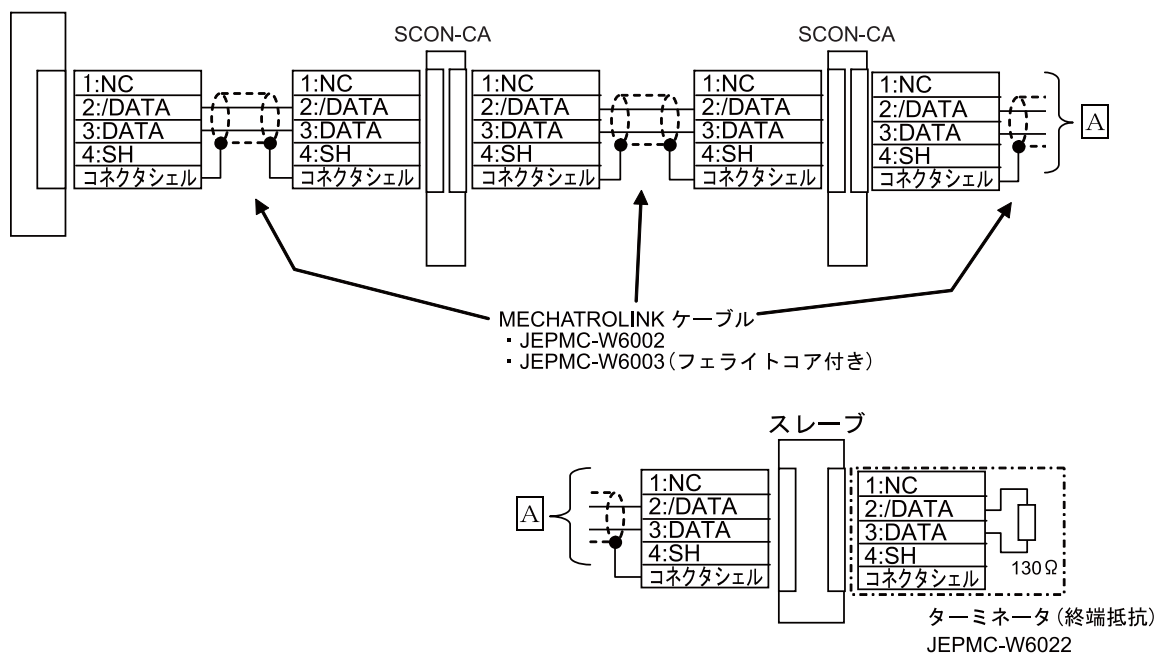 SCON-CA
SCON-CA
1:NC
2:/DATA
3:DATA
4:SH
コネクタシェル
1:NC
2:/DATA
3:DATA
4:SH
コネクタシェル
1:NC
2:/DATA
3:DATA
4:SH
コネクタシェル
1:NC
2:/DATA
3:DATA
4:SH
コネクタシェル
1:NC
2:/DATA
3:DATA
4:SH
コネクタシェル
A
MECHATROLINK ケーブル
・JEPMC-W6002
・JEPMC-W6003(フェライトコア付き)
スレーブ
A
1:NC
2:/DATA
3:DATA
4:SH
コネクタシェル
1:NC
2:/DATA
3:DATA
4:SH
コネクタシェル
130Ω
ターミネータ(終端抵抗)
JEPMC-W6022